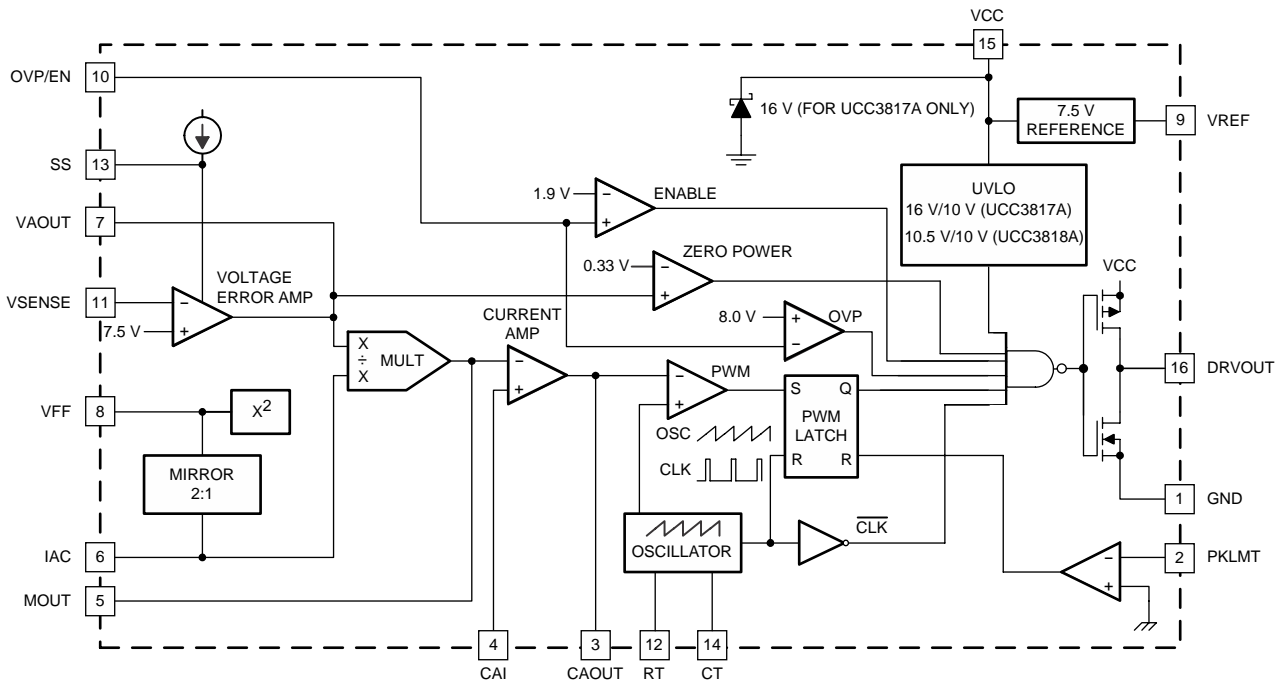 VCC
15
OVP/EN
10
16 V (FOR UCC3817A ONLY)
7.5 V
REFERENCE
9
VREF
SS
13
1.9 V
−
+
ENABLE
UVLO
16 V/10 V (UCC3817A)
10.5 V/10 V (UCC3818A)
VAOUT
7
ZERO POWER
0.33 V
−
+
VCC
VOLTAGE
ERROR AMP
VSENSE
11
−
7.5 V
+
CURRENT
AMP
8.0 V
+
−
OVP
X
÷
X
MULT
−
+
−
+
PWM
16
DRVOUT
S
Q
PWM
LATCH
R
R
VFF
8
X2
OSC
CLK
MIRROR
2:1
1
GND
OSCILLATOR
CLK
IAC
6
−
+
2
PKLMT
MOUT
5
4
3
12
14
CAI
CAOUT
RT
CT